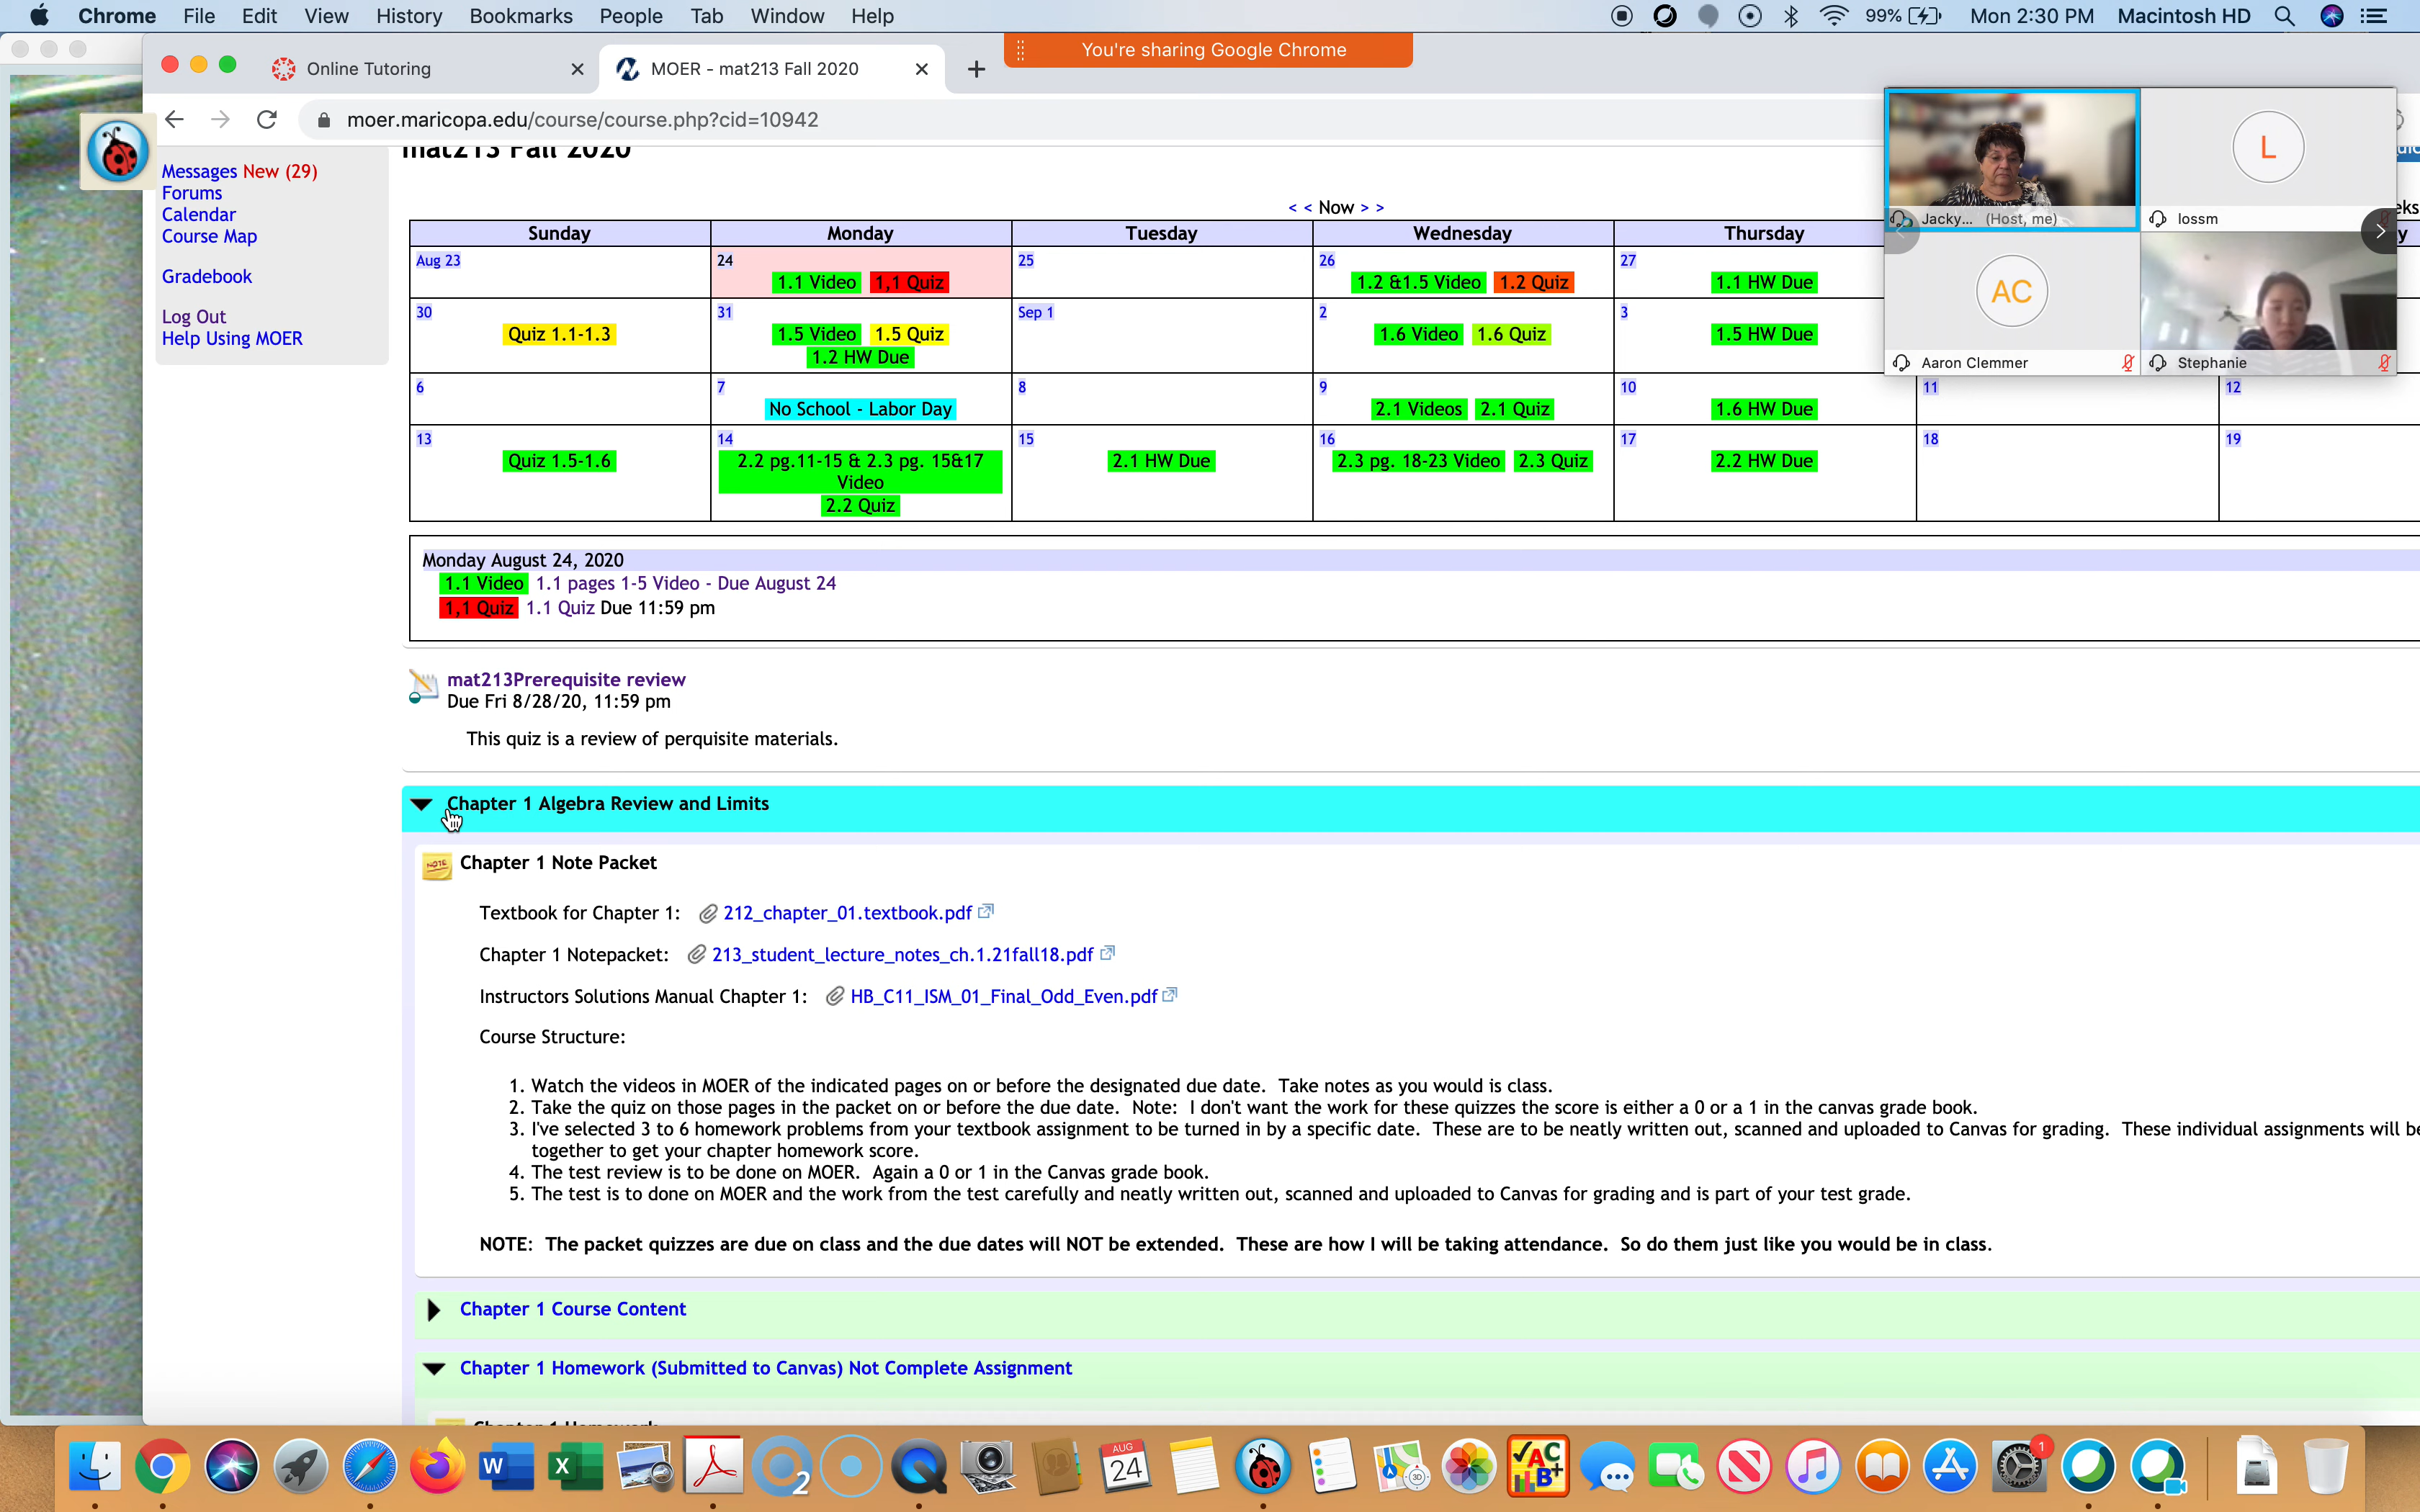 Chrome File Edit View History Bookmarks People Tab Window Help 99% Mon 2:30 PM Macintosh HD
Online Tutoring
MOER - mat213 Fall 2020
You're sharing Google Chrome
moer.maricopa.edu/course/course.php?cid=10942
L
Jacky... (Host, me)
lossm
AC
Aaron Clemmer
Stephanie
Messages New (29)
Forums
Calendar
Course Map
Gradebook
Log Out
Help Using MOER
mat213 Fall 2020
< < Now > >
Sunday Monday Tuesday Wednesday Thursday
Aug 23 24 25 26 27
1.1 Video 1,1 Quiz 1.2 &1.5 Video 1.2 Quiz 1.1 HW Due
30 31 Sep 1 2 3
Quiz 1.1-1.3 1.5 Video 1.5 Quiz 1.6 Video 1.6 Quiz 1.5 HW Due
1.2 HW Due
6 7 8 9 10 11 12
No School - Labor Day 2.1 Videos 2.1 Quiz 1.6 HW Due
13 14 15 16 17 18 19
Quiz 1.5-1.6 2.2 pg.11-15 & 2.3 pg. 15&17 2.1 HW Due 2.3 pg. 18-23 Video 2.3 Quiz 2.2 HW Due
Video
2.2 Quiz
Monday August 24, 2020
1.1 Video 1.1 pages 1-5 Video - Due August 24
1,1 Quiz 1.1 Quiz Due 11:59 pm
mat213Prerequisite review
Due Fri 8/28/20, 11:59 pm
This quiz is a review of perquisite materials.
Chapter 1 Algebra Review and Limits
NOTE Chapter 1 Note Packet
Textbook for Chapter 1: 212_chapter_01.textbook.pdf
Chapter 1 Notepacket: 213_student_lecture_notes_ch.1.21fall18.pdf
Instructors Solutions Manual Chapter 1: HB_C11_ISM_01_Final_Odd_Even.pdf
Course Structure:
1. Watch the videos in MOER of the indicated pages on or before the designated due date. Take notes as you would is class.
2. Take the quiz on those pages in the packet on or before the due date. Note: I don't want the work for these quizzes the score is either a 0 or a 1 in the canvas grade book.
3. I've selected 3 to 6 homework problems from your textbook assignment to be turned in by a specific date. These are to be neatly written out, scanned and uploaded to Canvas for grading. These individual assignments will be
together to get your chapter homework score.
4. The test review is to be done on MOER. Again a 0 or 1 in the Canvas grade book.
5. The test is to done on MOER and the work from the test carefully and neatly written out, scanned and uploaded to Canvas for grading and is part of your test grade.
NOTE: The packet quizzes are due on class and the due dates will NOT be extended. These are how I will be taking attendance. So do them just like you would be in class.
Chapter 1 Course Content
Chapter 1 Homework (Submitted to Canvas) Not Complete Assignment
Chapter 1 Homework
W X 2 AUG 24 3D AC B+ 1